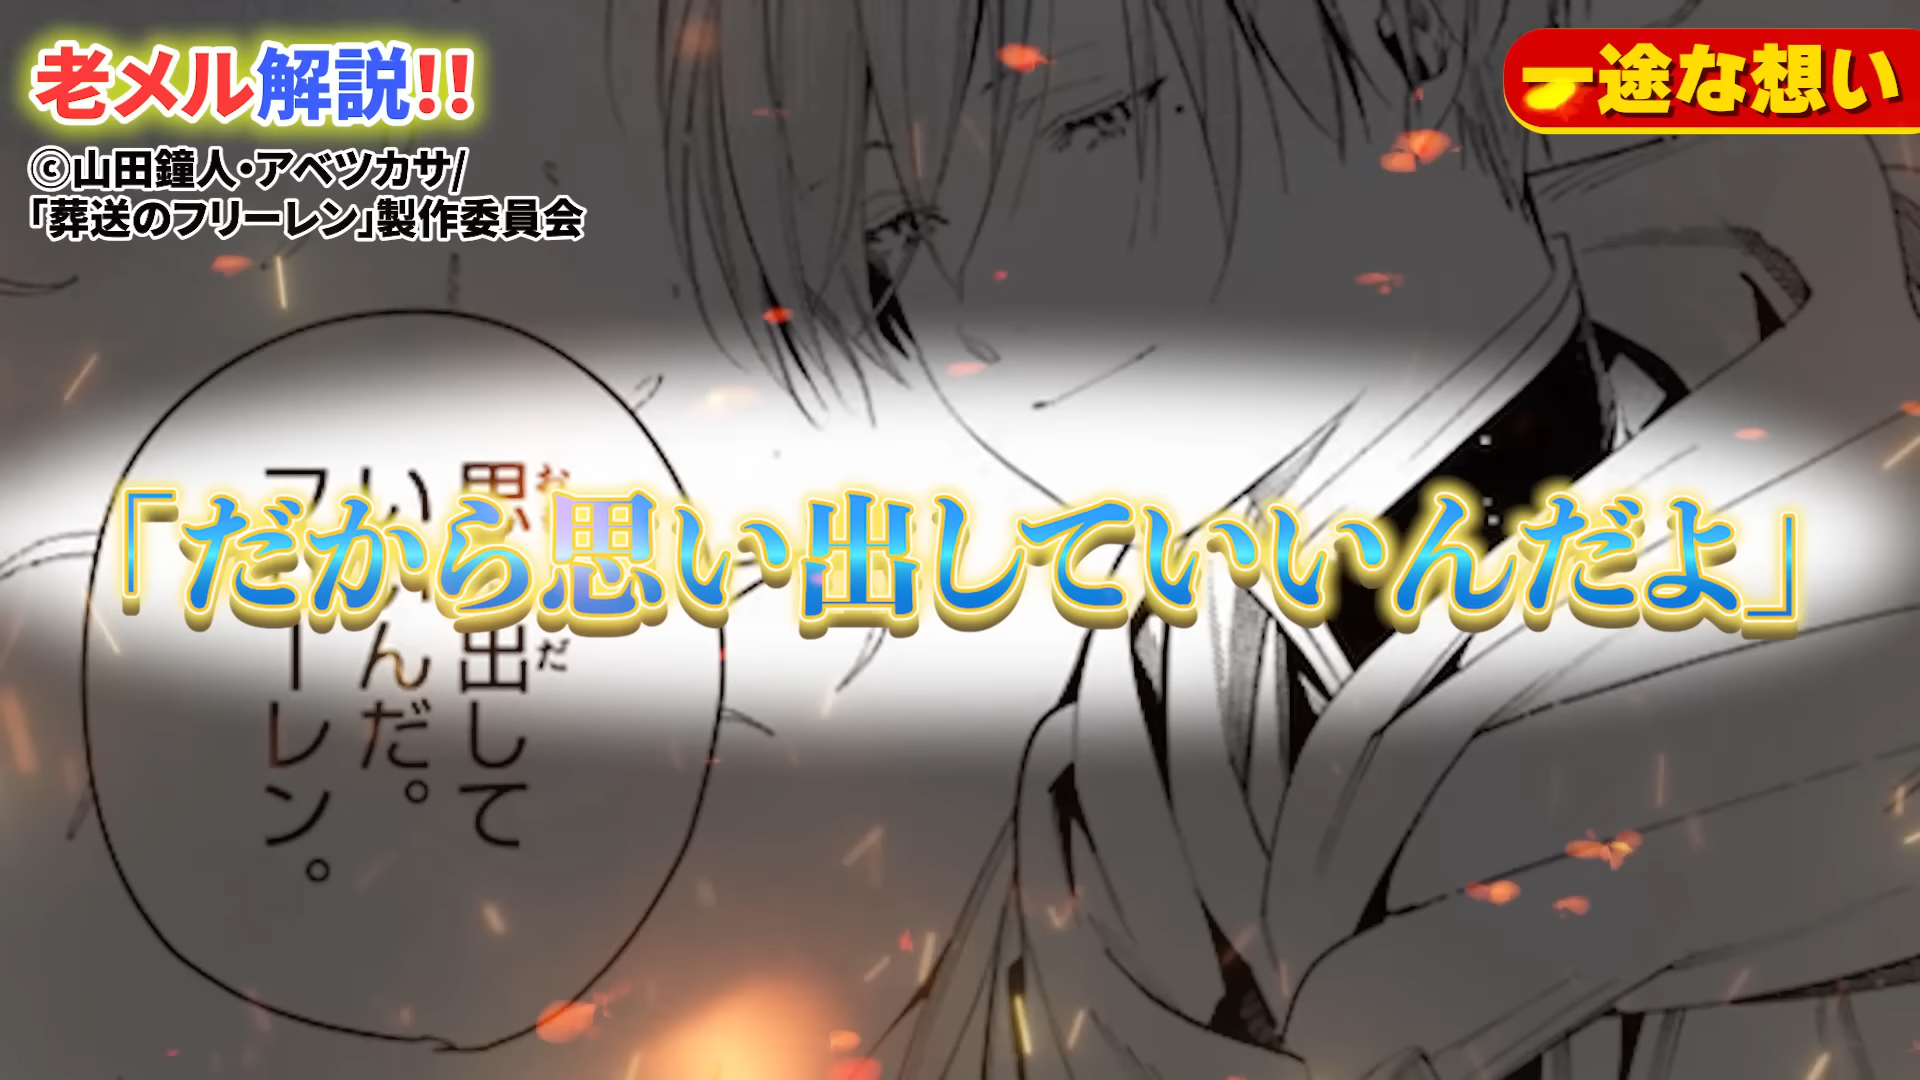 老メル解説!!
©山田鐘人・アベツカサ/
「葬送のフリーレン」製作委員会
一途な想い
「だから思い出していいんだよ」
思い出して
いいんだ。
フリーレン。